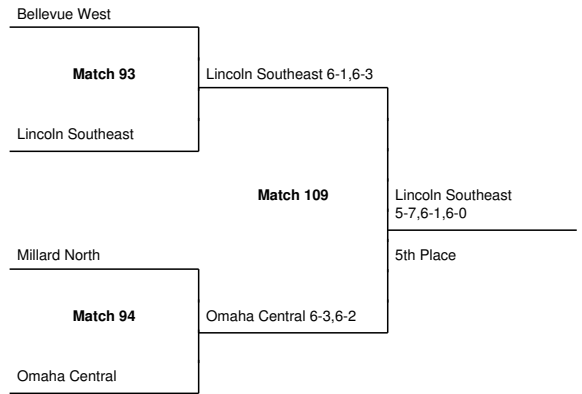 Bellevue West
Match 93
Lincoln Southeast 6-1,6-3
Lincoln Southeast
Match 109
Lincoln Southeast
5-7,6-1,6-0
Millard North
5th Place
Match 94
Omaha Central 6-3,6-2
Omaha Central